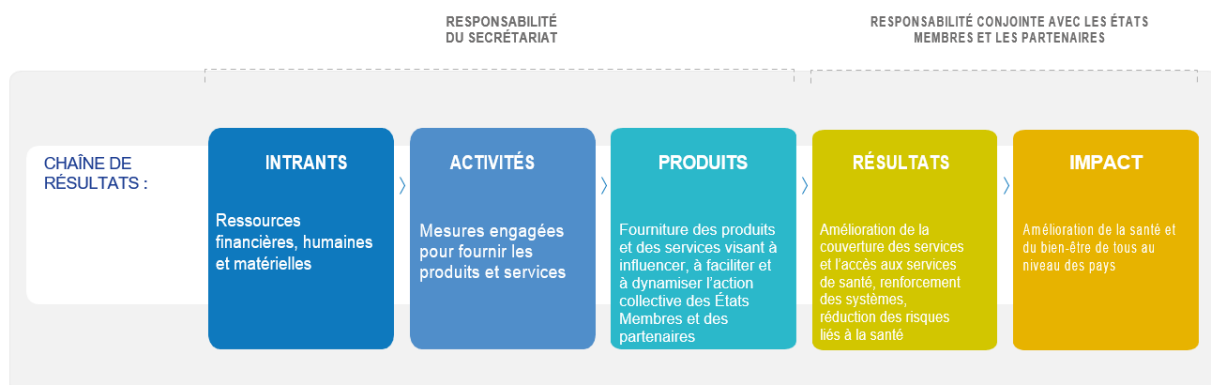 RESPONSABILITÉ
DU SECRÉTARIAT
RESPONSABILITÉ CONJOINTE AVEC LES ÉTATS
MEMBRES ET LES PARTENAIRES
CHAÎNE DE
RÉSULTATS :
INTRANTS
Ressources
financières, humaines
et matérielles
ACTIVITÉS
Mesures engagées
pour fournir les
produits et services
PRODUITS
Fourniture des produits
et des services visant à
influencer, à faciliter et
à dynamiser l'action
collective des États
Membres et des
partenaires
RÉSULTATS
Amélioration de la
couverture des services
et l'accès aux services
de santé, renforcement
des systèmes,
réduction des risques
liés à la santé
IMPACT
Amélioration de la santé et
du bien-être de tous au
niveau des pays